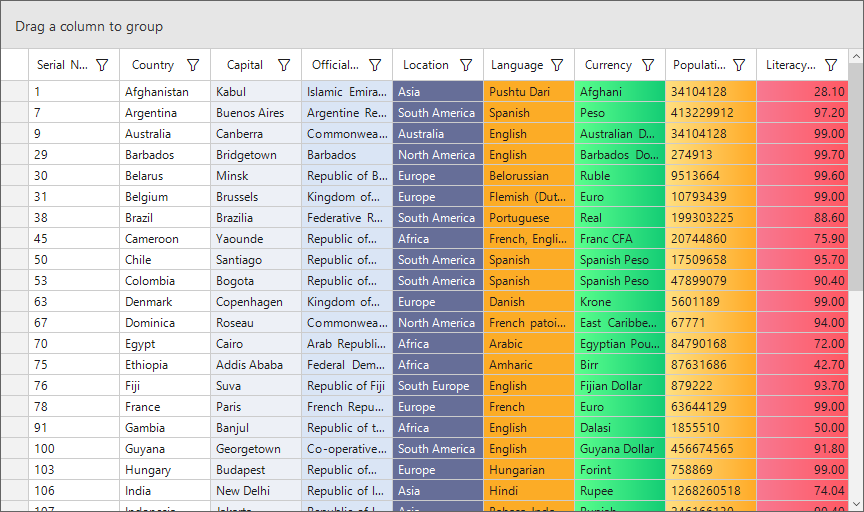 Drag a column to group
Serial N... Country Capital Official... Location Language Currency Populati... Literacy...
1 Afghanistan Kabul Islamic Emira... Asia Pushtu Dari Afghani 34104128 28.10
7 Argentina Buenos Aires Argentine Re... South America Spanish Peso 413229912 97.20
9 Australia Canberra Commonwea... Australia English Australian D... 34104128 99.00
29 Barbados Bridgetown Barbados North America English Barbados Do... 274913 99.70
30 Belarus Minsk Republic of B... Europe Belorussian Ruble 9513664 99.60
31 Belgium Brussels Kingdom of... Europe Flemish (Dut... Euro 10793439 99.00
38 Brazil Brazilia Federative R... South America Portuguese Real 199303225 88.60
45 Cameroon Yaounde Republic of... Africa French, Engli... Franc CFA 20744860 75.90
50 Chile Santiago Republic of... South America Spanish Spanish Peso 17509658 95.70
53 Colombia Bogota Republic of... South America Spanish Spanish Peso 47899079 90.40
63 Denmark Copenhagen Kingdom of... Europe Danish Krone 5601189 99.00
67 Dominica Roseau Commonwea... North America French patoi... East Caribbe... 67771 94.00
70 Egypt Cairo Arab Republi... Africa Arabic Egyptian Pou... 84790168 72.00
75 Ethiopia Addis Ababa Federal Dem... Africa Amharic Birr 87631686 42.70
76 Fiji Suva Republic of Fiji South Europe English Fijian Dollar 879222 93.70
78 France Paris French Repu... Europe French Euro 63644129 99.00
91 Gambia Banjul Republic of t... Africa English Dalasi 1855510 50.00
100 Guyana Georgetown Co-operative... South America English Guyana Dollar 456674565 91.80
103 Hungary Budapest Republic of... Europe Hungarian Forint 758869 99.00
106 India New Delhi Republic of I... Asia Hindi Rupee 1268260518 74.04